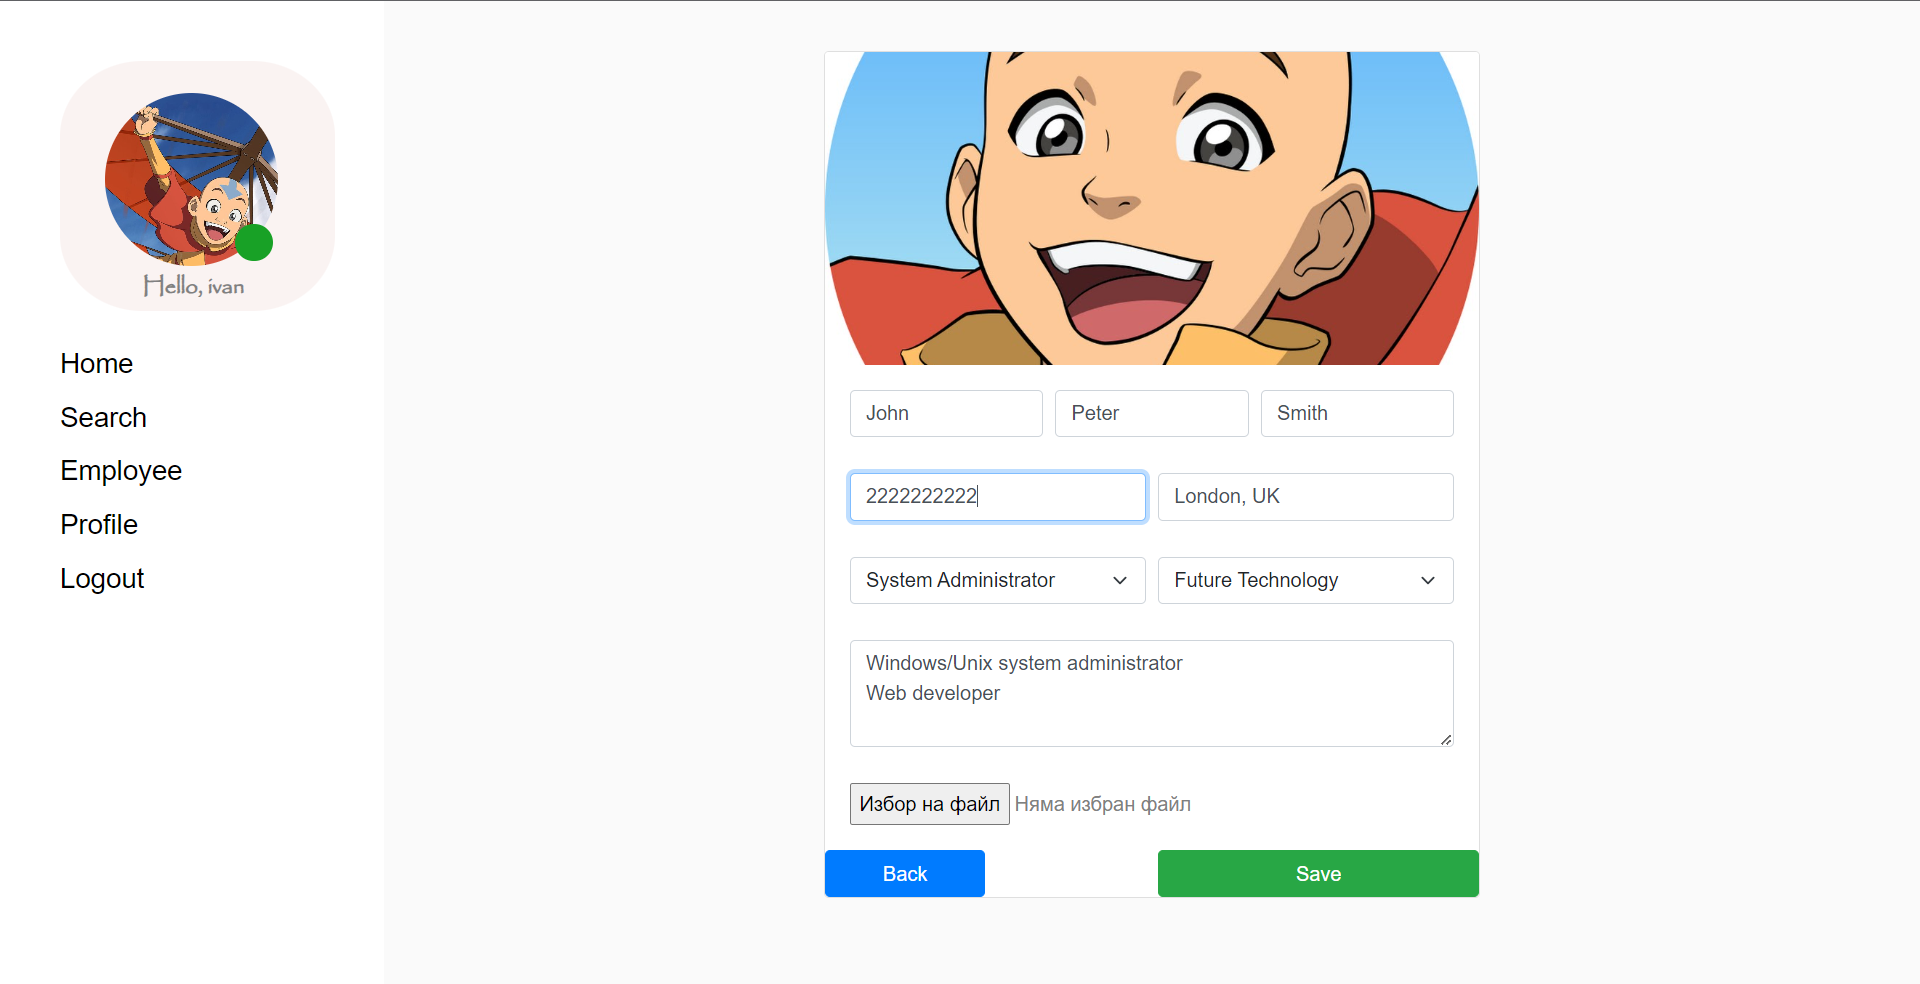 Hello, ivan
Home
Search
Employee
Profile
Logout
John Peter Smith
2222222222 London, UK
System Administrator Future Technology
Windows/Unix system administrator
Web developer
Избор на файл Няма избран файл
Back Save